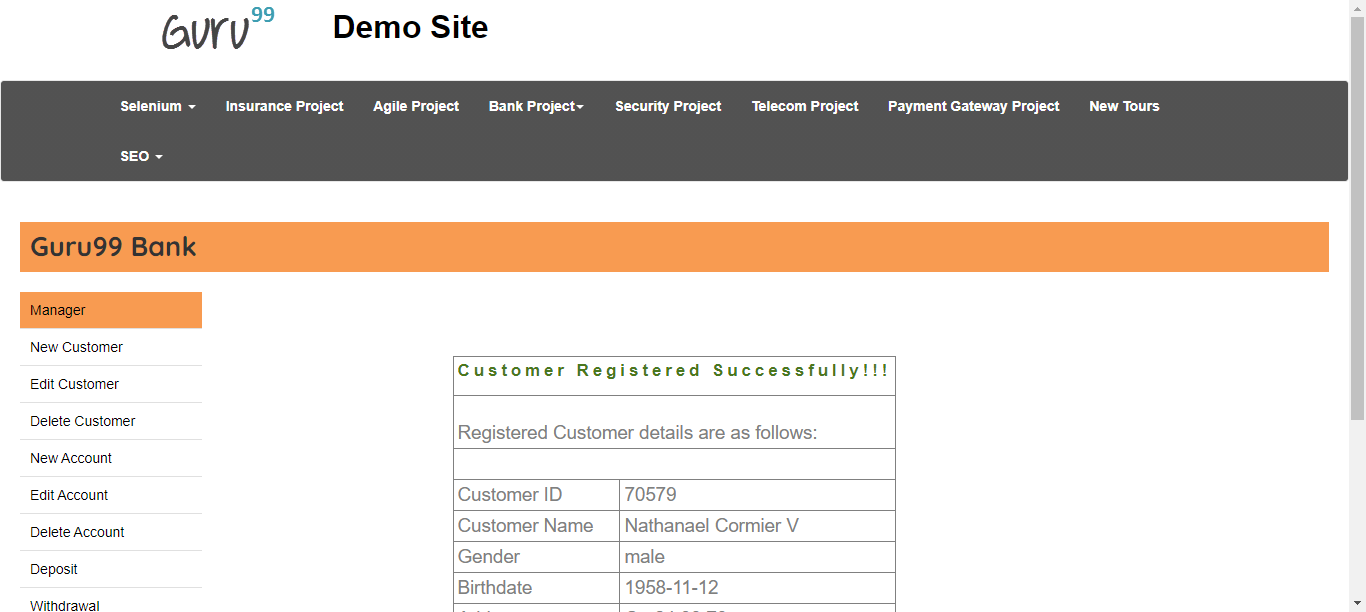 Guru99 Demo Site
Selenium Insurance Project Agile Project Bank Project Security Project Telecom Project Payment Gateway Project New Tours
SEO
Guru99 Bank
Manager
New Customer
Edit Customer
Delete Customer
New Account
Edit Account
Delete Account
Deposit
Withdrawal
Customer Registered Successfully!!!
Registered Customer details are as follows:
Customer ID 70579
Customer Name Nathanael Cormier V
Gender male
Birthdate 1958-11-12